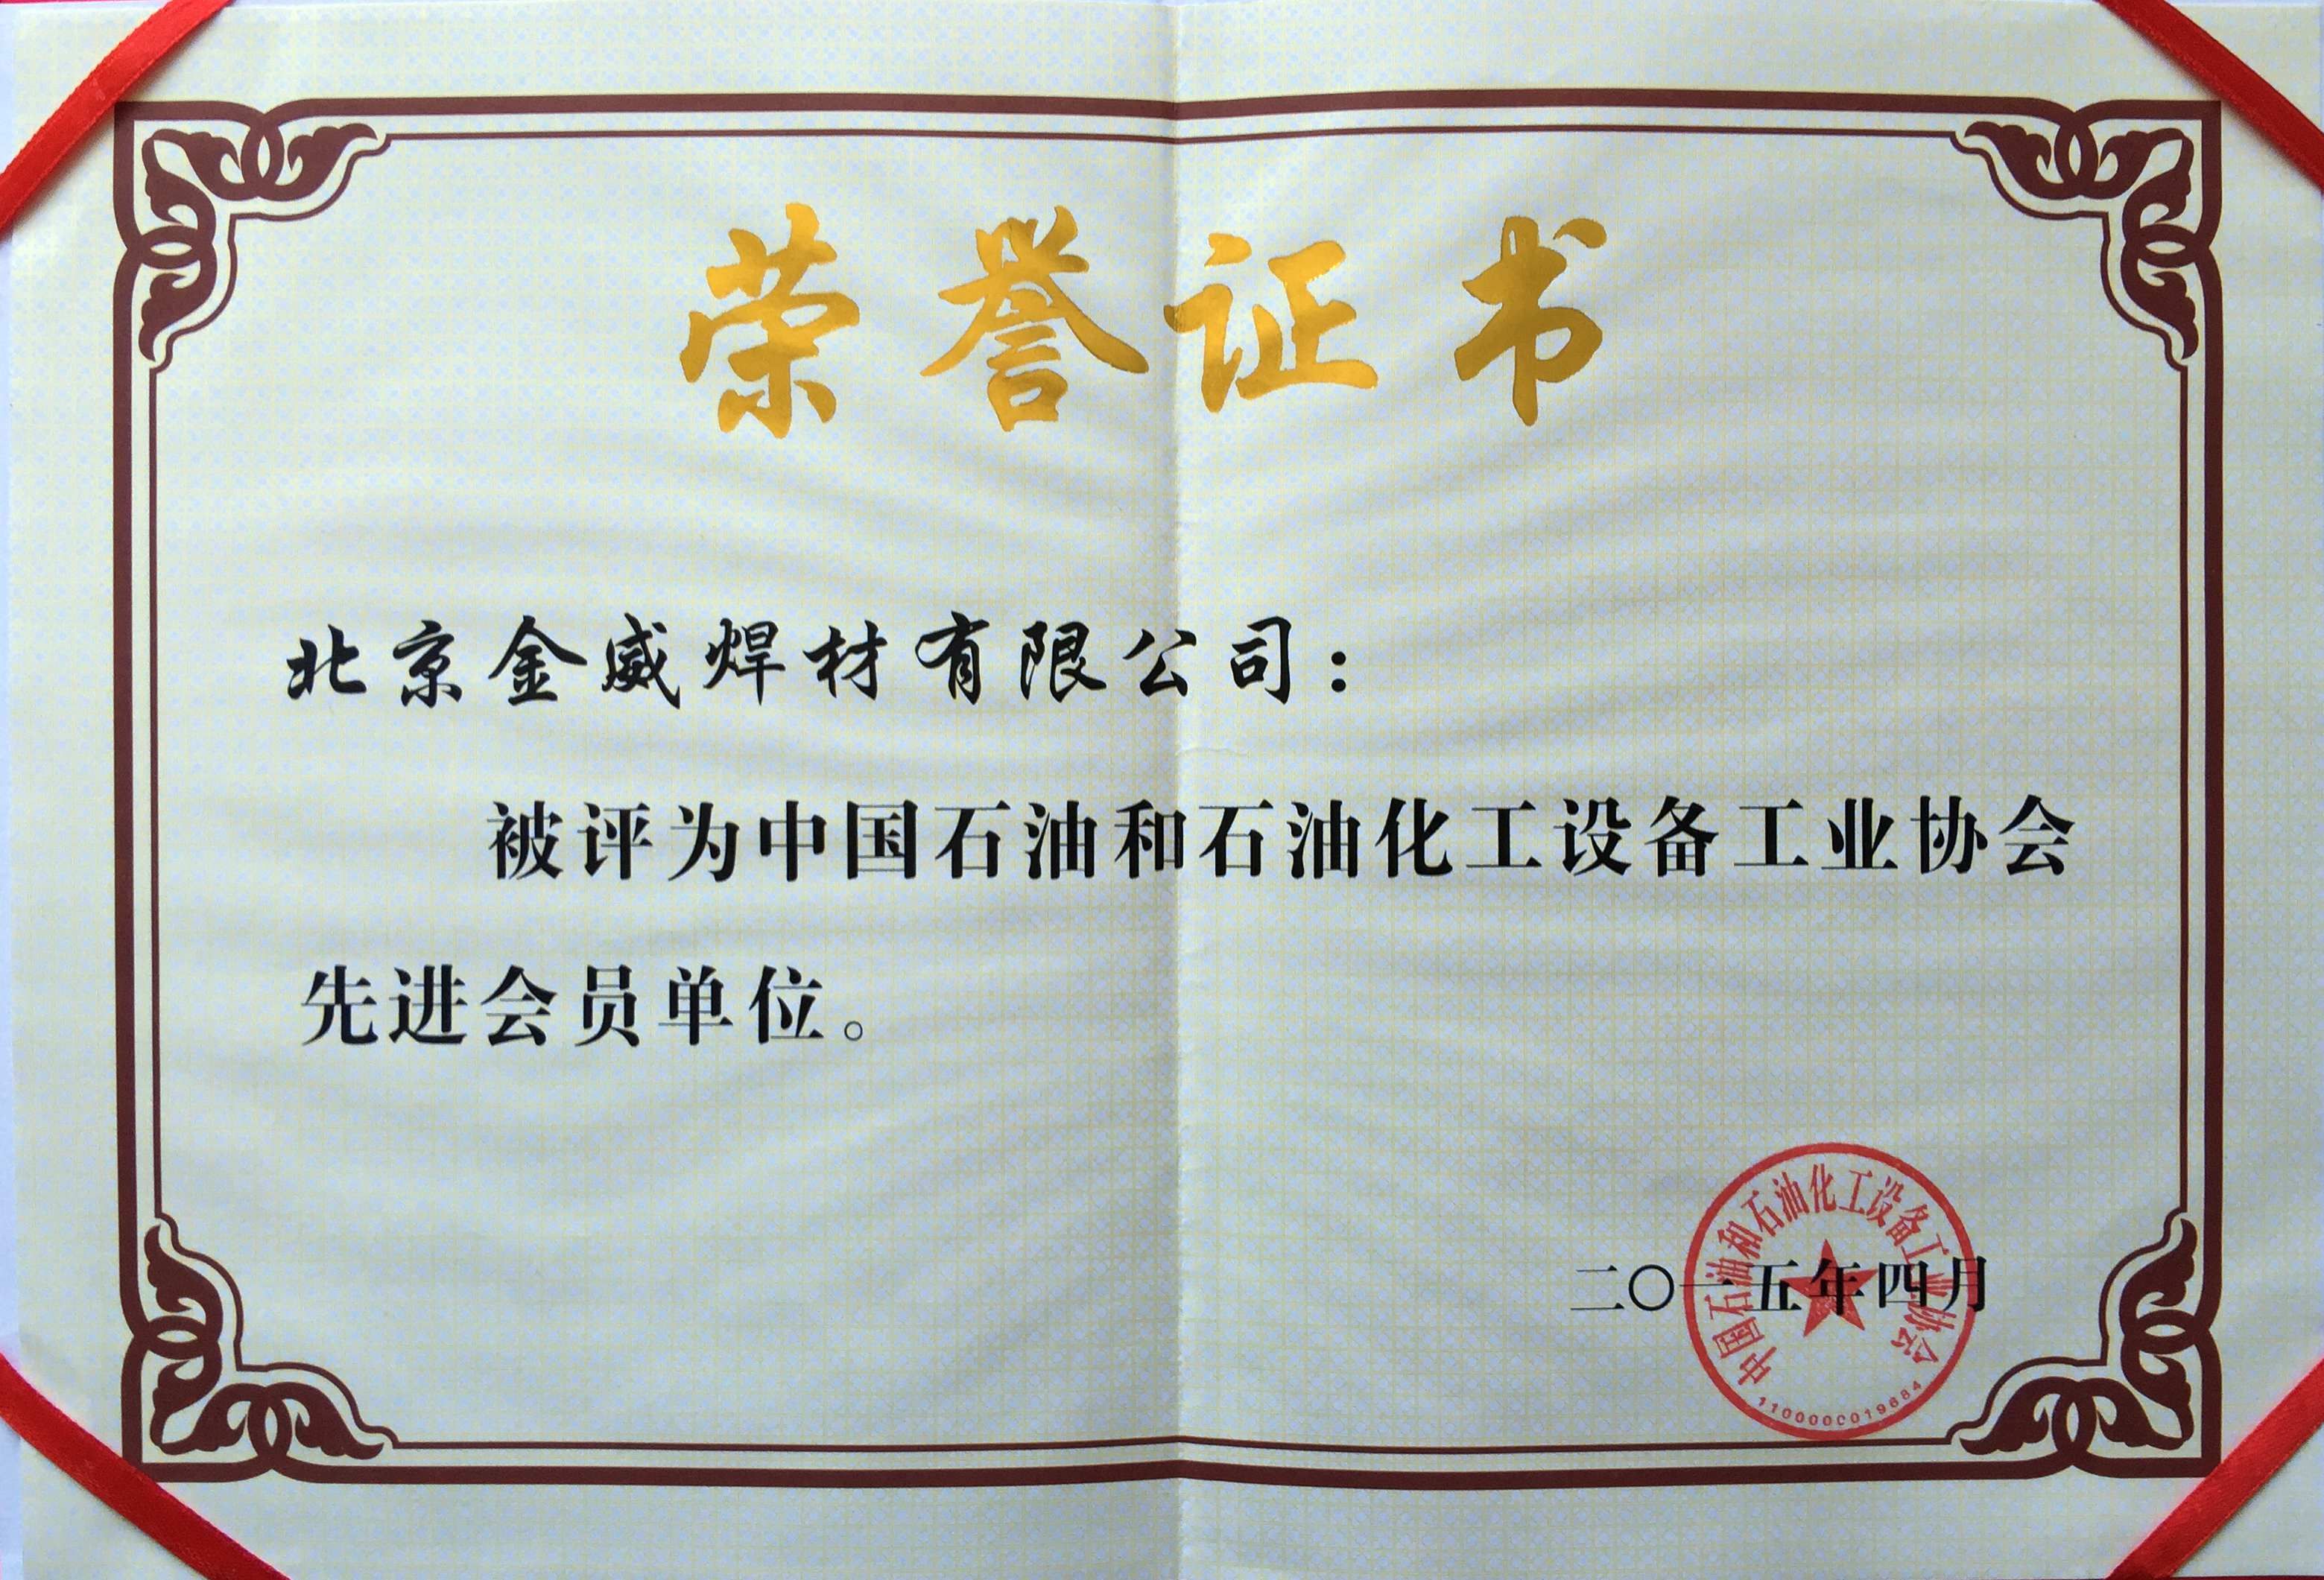 荣誉证书
北京金威焊材有限公司：
被评为中国石油和石油化工设备工业协会
先进会员单位。
二〇一五年四月
中国石油和石油化工设备工业协会